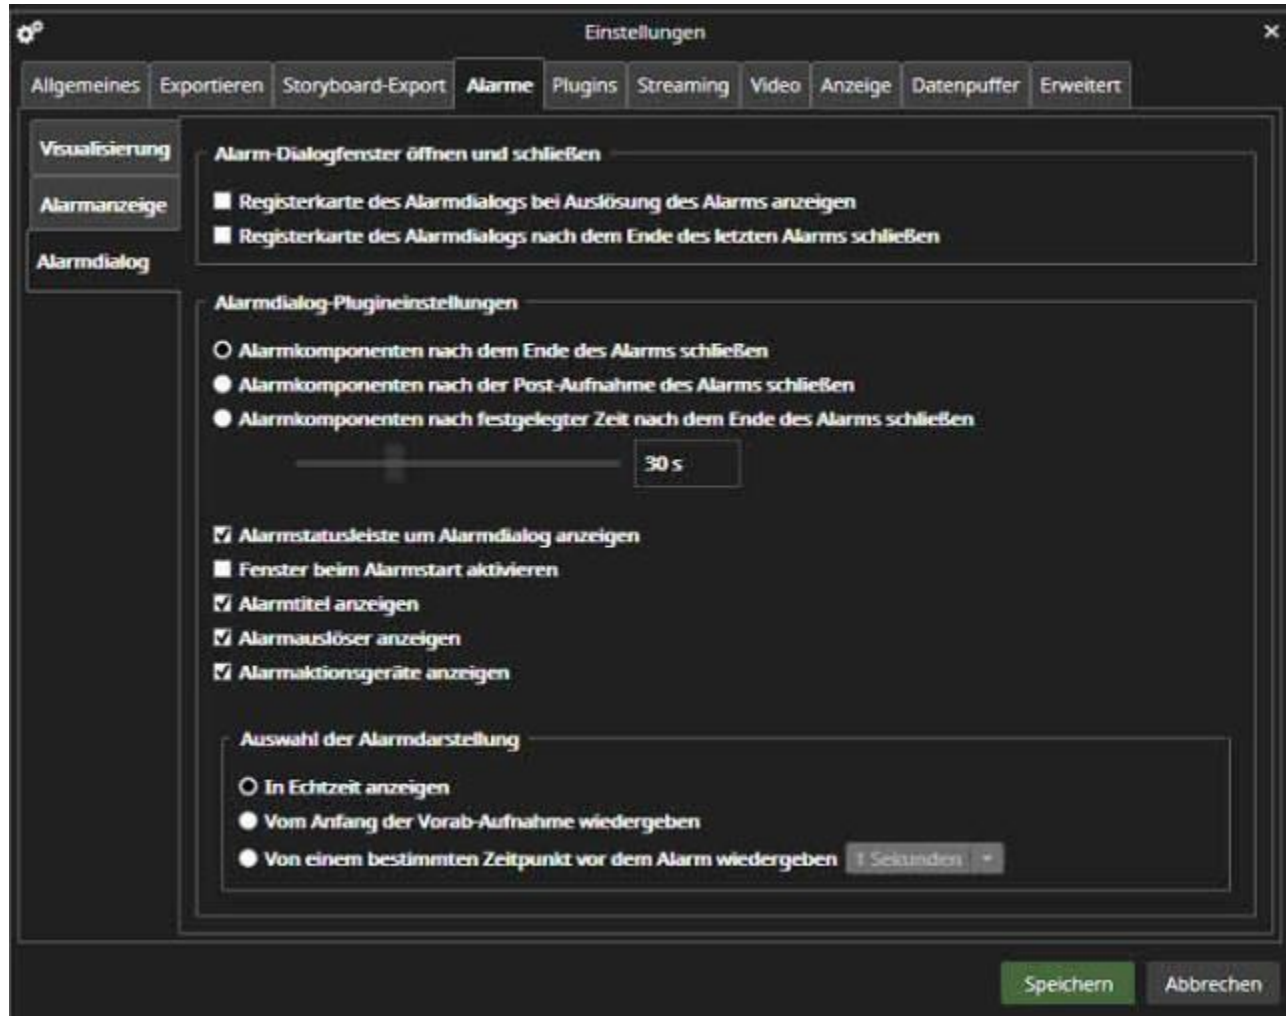 Einstellungen
Allgemeines Exportieren Storyboard-Export Alarme Plugins Streaming Video Anzeige Datenpuffer Erweitert
Visualisierung
Alarmanzeige
Alarmdialog
Alarm-Dialogfenster öffnen und schließen
Registerkarte des Alarmdialogs bei Auslösung des Alarms anzeigen
Registerkarte des Alarmdialogs nach dem Ende des letzten Alarms schließen
Alarmdialog-Plugineinstellungen
Alarmkomponenten nach dem Ende des Alarms schließen
Alarmkomponenten nach der Post-Aufnahme des Alarms schließen
Alarmkomponenten nach festgelegter Zeit nach dem Ende des Alarms schließen
30 s
Alarmstatusleiste um Alarmdialog anzeigen
Fenster beim Alarmstart aktivieren
Alarmtitel anzeigen
Alarmauslöser anzeigen
Alarmaktionsgeräte anzeigen
Auswahl der Alarmdarstellung
In Echtzeit anzeigen
Vom Anfang der Vorab-Aufnahme wiedergeben
Von einem bestimmten Zeitpunkt vor dem Alarm wiedergeben 1 Sekunden
Speichern Abbrechen